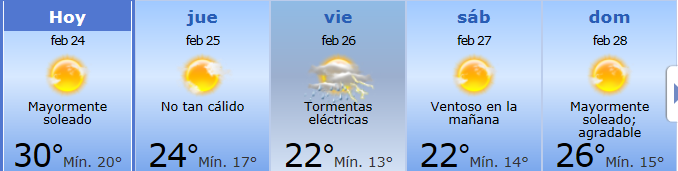 Hoy
feb 24
Mayormente
soleado
30° Mín. 20°
jue
feb 25
No tan cálido
24° Mín. 17°
vie
feb 26
Tormentas
eléctricas
22° Mín. 13°
sáb
feb 27
Ventoso en la
mañana
22° Mín. 14°
dom
feb 28
Mayormente
soleado;
agradable
26° Mín. 15°